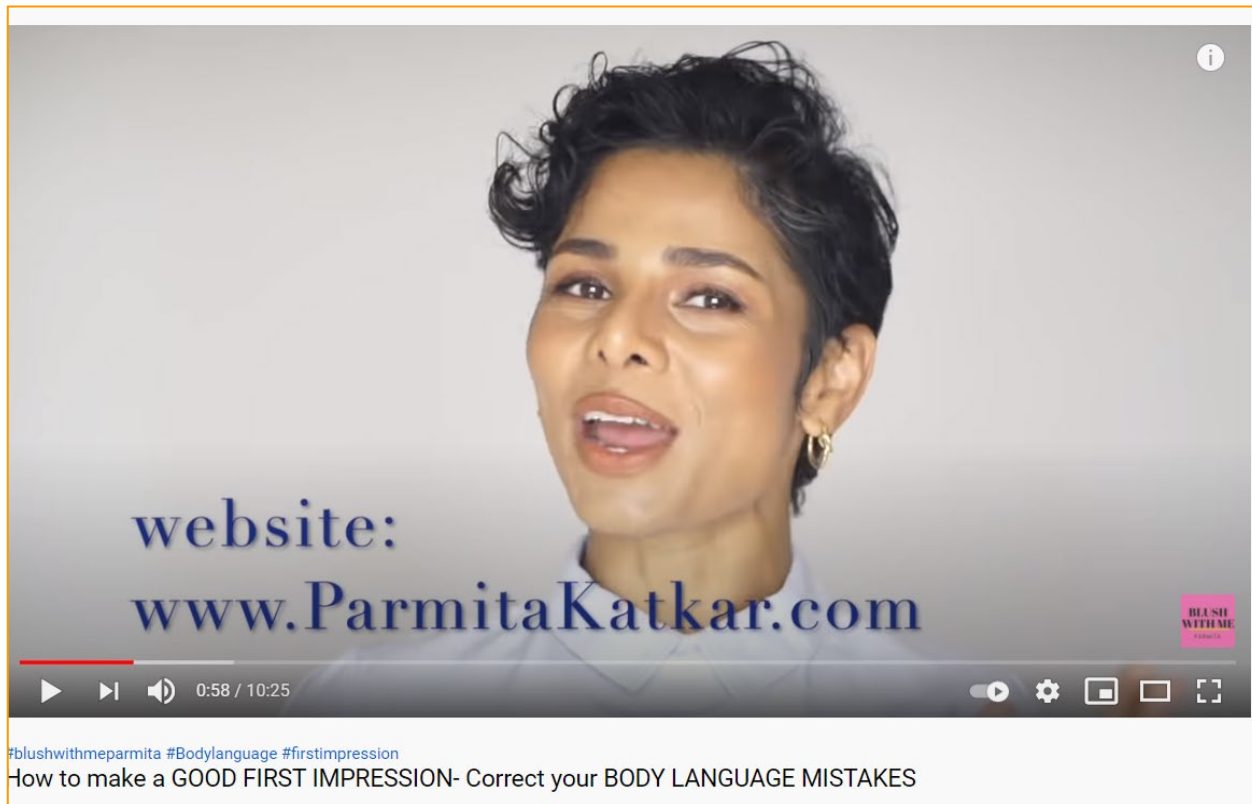 website:
www.ParmitaKatkar.com
BLUSH
WITH ME
PARMITA
0:58 / 10:25
#blushwithmeparmita #Bodylanguage #firstimpression
How to make a GOOD FIRST IMPRESSION- Correct your BODY LANGUAGE MISTAKES